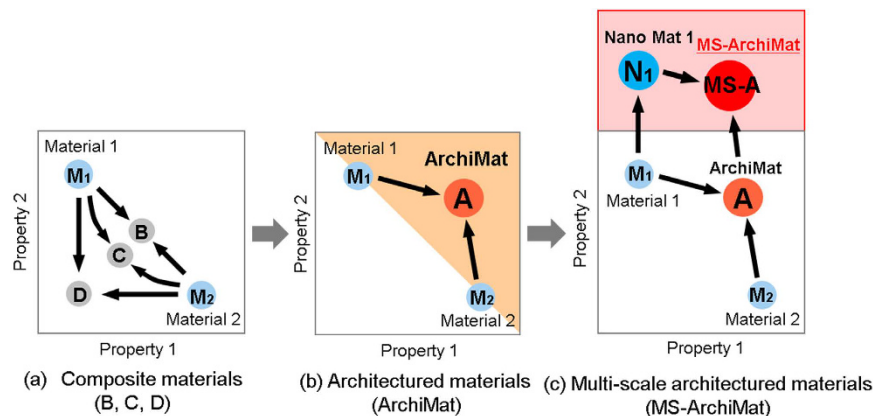 Material 1
M1
B
C
D
M2
Material 2
Property 2
Property 1
(a) Composite materials
(B, C, D)
Material 1
M1
ArchiMat
A
M2
Material 2
Property 2
Property 1
(b) Architectured materials
(ArchiMat)
Nano Mat 1
MS-ArchiMat
N1
MS-A
M1
Material 1
ArchiMat
A
M2
Material 2
Property 2
Property 1
(c) Multi-scale architectured materials
(MS-ArchiMat)